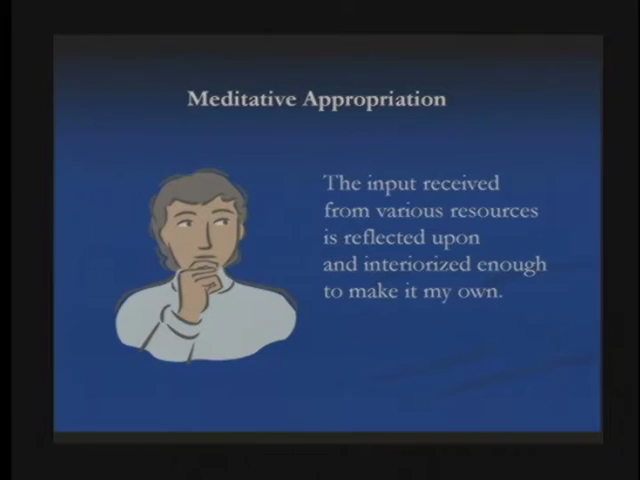 Meditative Appropriation
The input received
from various resources
is reflected upon
and interiorized enough
to make it my own.